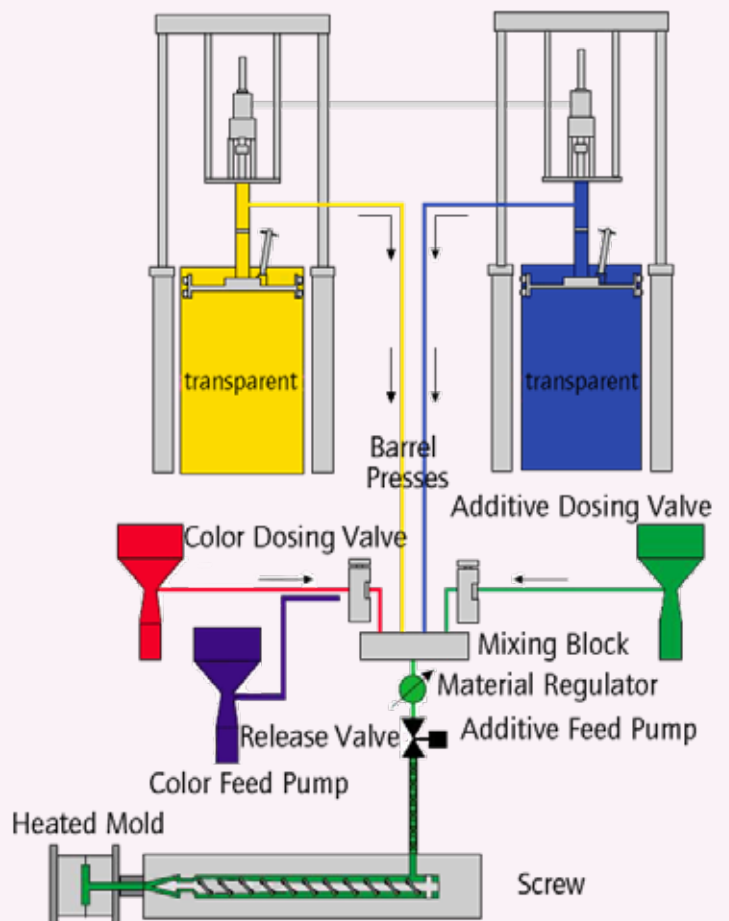 transparent
transparent
Barrel
Presses
Additive Dosing Valve
Color Dosing Valve
Mixing Block
Material Regulator
Release Valve
Additive Feed Pump
Color Feed Pump
Heated Mold
Screw